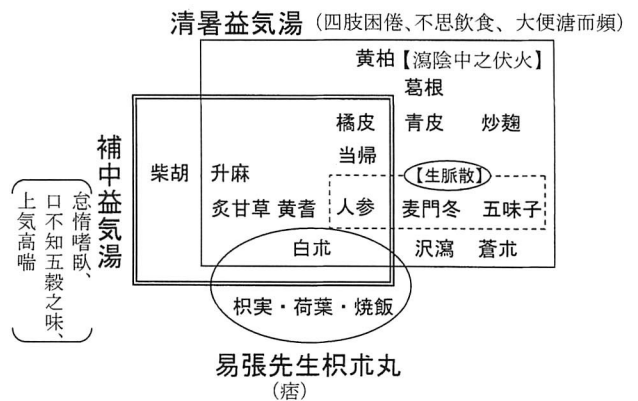 清暑益気湯（四肢困倦、不思飲食、大便溏而頻）
黄柏【瀉陰中之伏火】
葛根
橘皮 青皮 炒麹
当帰
柴胡 升麻
【生脈散】
炙甘草 黄耆 人参 麦門冬 五味子
白朮 沢瀉 蒼朮
補中益気湯
怠惰嗜臥、
口不知五穀之味、
上気高喘
枳実・荷葉・焼飯
易張先生枳朮丸
（痞）